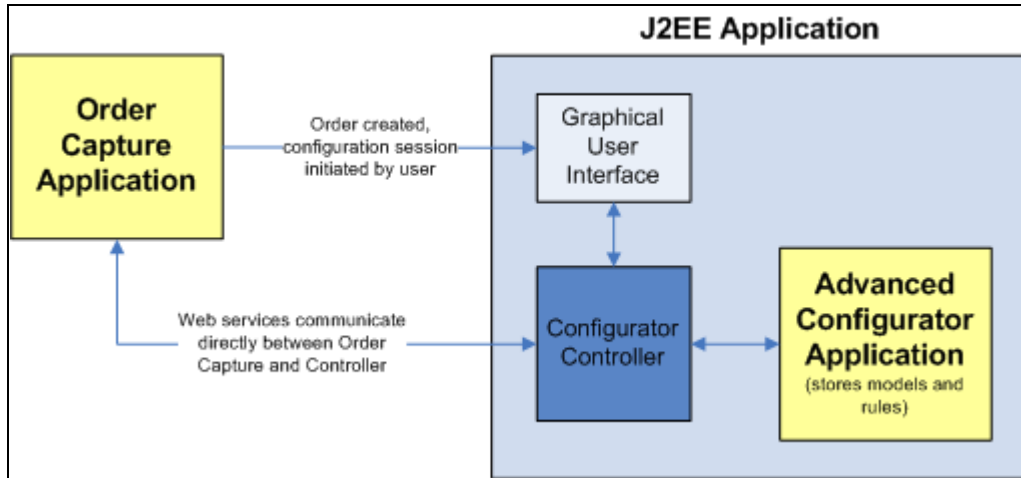 J2EE Application
Order
Capture
Application
Order created,
configuration session
initiated by user
Graphical
User
Interface
Web services communicate
directly between Order
Capture and Controller
Configurator
Controller
Advanced
Configurator
Application
(stores models and
rules)